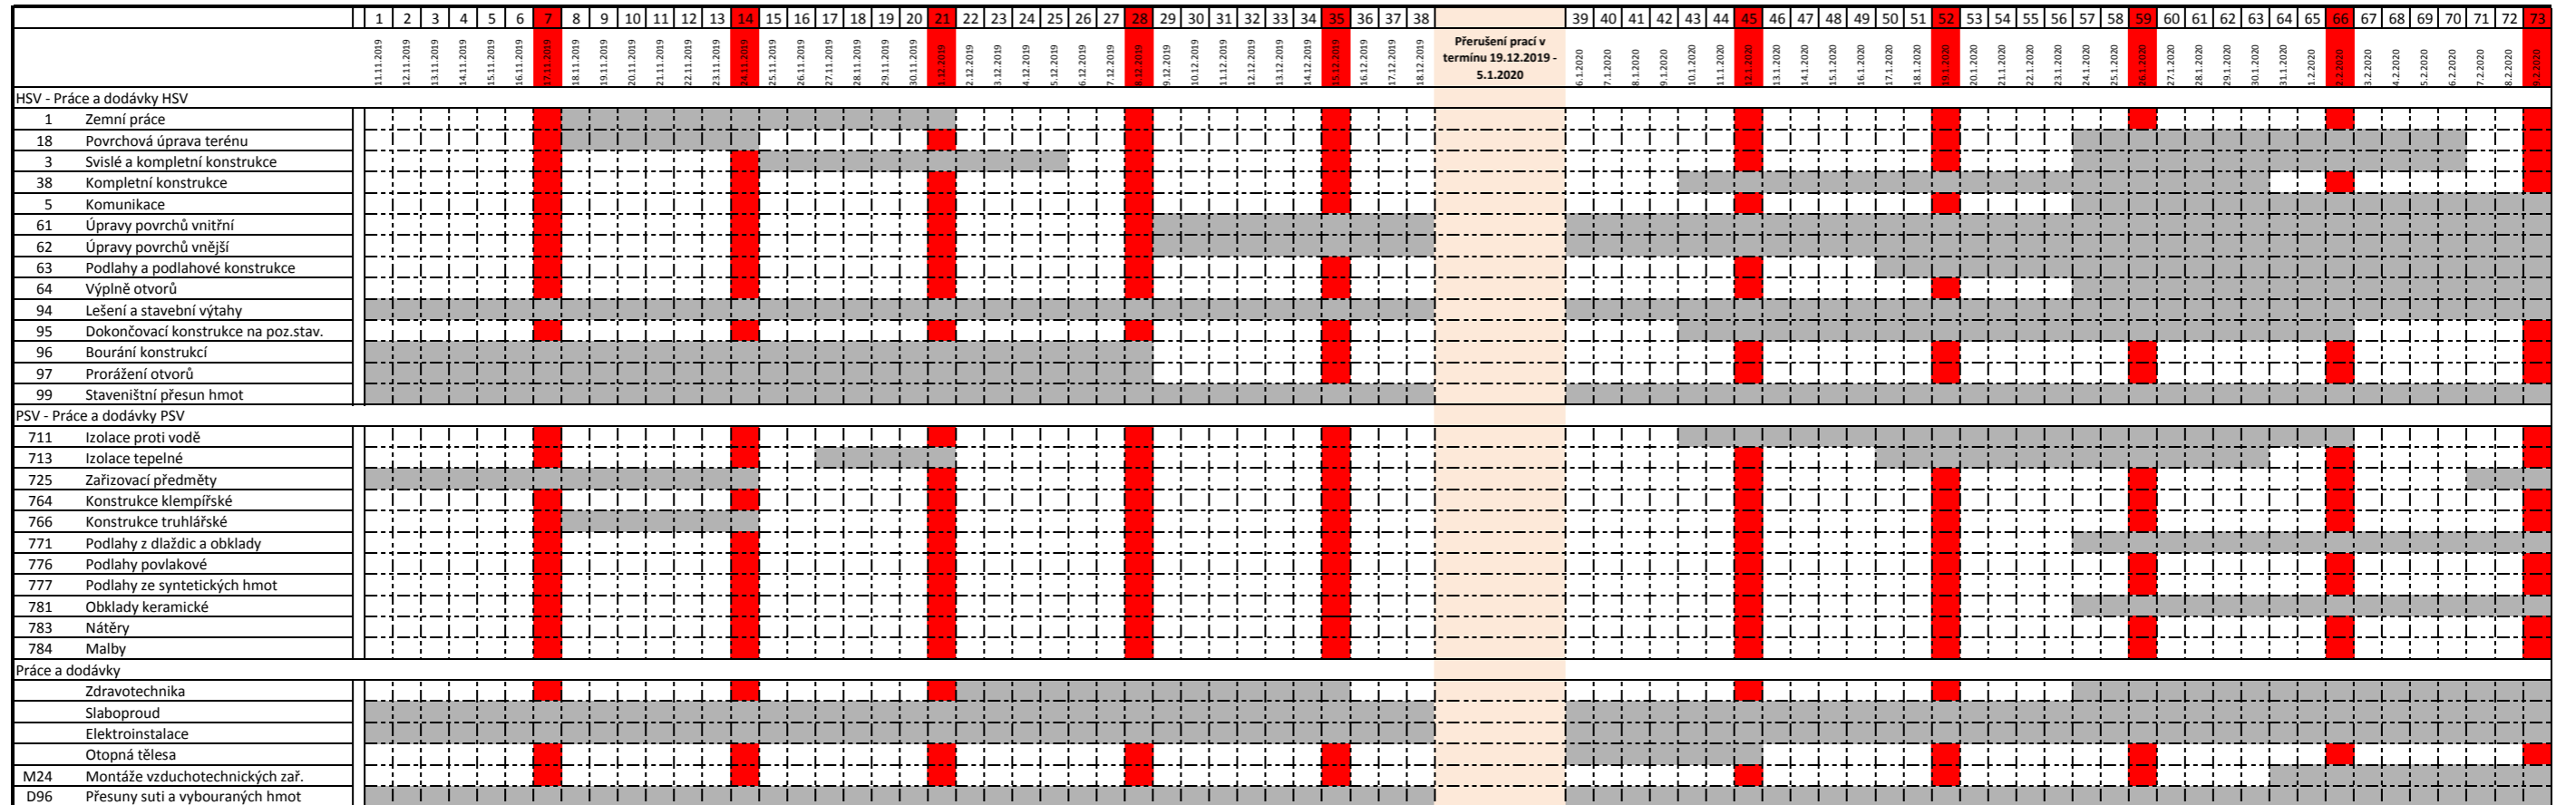 1 2 3 4 5 6 7 8 9 10 11 12 13 14 15 16 17 18 19 20 21 22 23 24 25 26 27 28 29 30 31 32 33 34 35 36 37 38 39 40 41 42 43 44 45 46 47 48 49 50 51 52 53 54 55 56 57 58 59 60 61 62 63 64 65 66 67 68 69 70 71 72 73
11.11.2019 12.11.2019 13.11.2019 14.11.2019 15.11.2019 16.11.2019 17.11.2019 18.11.2019 19.11.2019 20.11.2019 21.11.2019 22.11.2019 23.11.2019 24.11.2019 25.11.2019 26.11.2019 27.11.2019 28.11.2019 29.11.2019 30.11.2019 1.12.2019 2.12.2019 3.12.2019 4.12.2019 5.12.2019 6.12.2019 7.12.2019 8.12.2019 9.12.2019 10.12.2019 11.12.2019 12.12.2019 13.12.2019 14.12.2019 15.12.2019 16.12.2019 17.12.2019 18.12.2019
Přerušení prací v
termínu 19.12.2019 -
5.1.2020
6.1.2020 7.1.2020 8.1.2020 9.1.2020 10.1.2020 11.1.2020 12.1.2020 13.1.2020 14.1.2020 15.1.2020 16.1.2020 17.1.2020 18.1.2020 19.1.2020 20.1.2020 21.1.2020 22.1.2020 23.1.2020 24.1.2020 25.1.2020 26.1.2020 27.1.2020 28.1.2020 29.1.2020 30.1.2020 31.1.2020 1.2.2020 2.2.2020 3.2.2020 4.2.2020 5.2.2020 6.2.2020 7.2.2020 8.2.2020 9.2.2020
HSV - Práce a dodávky HSV
1 Zemní práce
18 Povrchová úprava terénu
3 Svislé a kompletní konstrukce
38 Kompletní konstrukce
5 Komunikace
61 Úpravy povrchů vnitřní
62 Úpravy povrchů vnější
63 Podlahy a podlahové konstrukce
64 Výplně otvorů
94 Lešení a stavební výtahy
95 Dokončovací konstrukce na poz.stav.
96 Bourání konstrukcí
97 Prorážení otvorů
99 Staveništní přesun hmot
PSV - Práce a dodávky PSV
711 Izolace proti vodě
713 Izolace tepelné
725 Zařizovací předměty
764 Konstrukce klempířské
766 Konstrukce truhlářské
771 Podlahy z dlaždic a obklady
776 Podlahy povlakové
777 Podlahy ze syntetických hmot
781 Obklady keramické
783 Nátěry
784 Malby
Práce a dodávky
Zdravotechnika
Slaboproud
Elektroinstalace
Otopná tělesa
M24 Montáže vzduchotechnických zař.
D96 Přesuny suti a vybouraných hmot